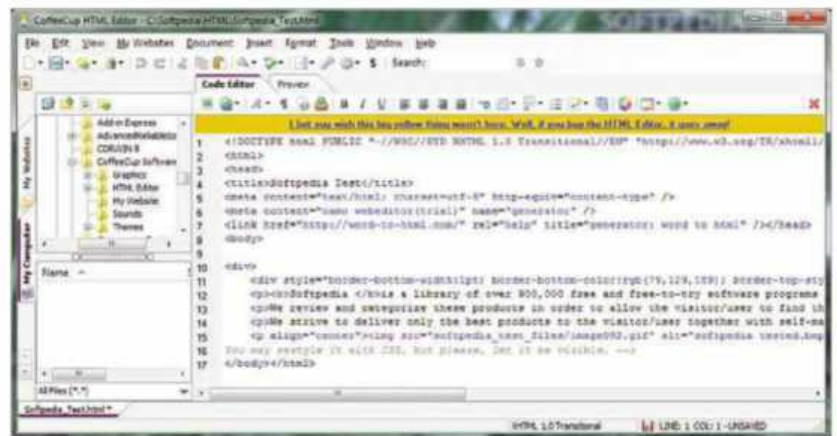 CoffeeCup HTML Editor - C:\Softpedia\HTML\Softpedia_Test.html
File Edit View My Websites Document Insert Format Tools Window Help
Search:
Code Editor Preview
I bet you wish this big yellow thing wasn't here. Well, if you buy the HTML Editor, it goes away!
Add-in Express
CORWIN 8
CoffeeCup Software
Graphics
HTML Editor
My Website
Sounds
Themes
My Websites
My Computer
Name
All Files (*.*)
1 <!DOCTYPE html PUBLIC "-//W3C//DTD XHTML 1.0 Transitional//EN" "http://www.w3.org/TR/xhtml1/
2 <html>
3 <head>
4 <title>Softpedia Test</title>
5 <meta content="text/html; charset=utf-8" http-equiv="content-type" />
6 <meta content="namo webeditor(trial)" name="generator" />
7 <link href="http://word-to-html.com/" rel="help" title="generator: word to html" /></head>
8 <body>
9
10 <div>
11 <div style="border-bottom-width:1pt; border-bottom-color:rgb(79,129,189); border-top-sty
12 <p><b>Softpedia </b>is a library of over 900,000 free and free-to-try software programs
13 <p>We review and categorize these products in order to allow the visitor/user to find th
14 <p>We strive to deliver only the best products to the visitor/user together with self-ma
15 <p align="center"><img src="softpedia_test_files/image002.gif" alt="softpedia tested.bmp
16 You may restyle it with CSS, but please, let it be visible. -->
17 </body></html>
Softpedia_Test.html *
XHTML 1.0 Transitional LINE: 1 COL: 1 - UNSAVED